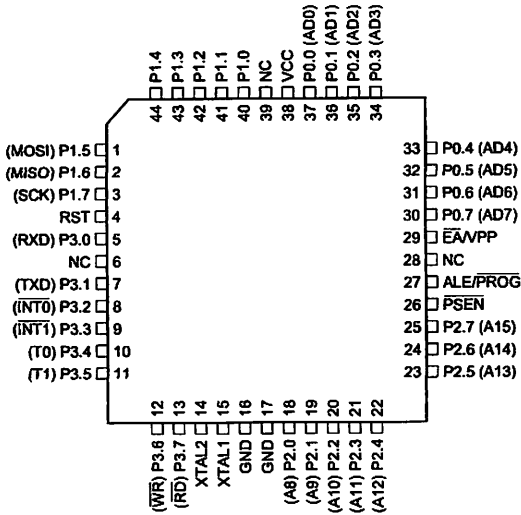 P1.4
P1.3
P1.2
P1.1
P1.0
NC
VCC
P0.0 (AD0)
P0.1 (AD1)
P0.2 (AD2)
P0.3 (AD3)
44
43
42
41
40
39
38
37
36
35
34
(MOSI) P1.5 1
(MISO) P1.6 2
(SCK) P1.7 3
RST 4
(RXD) P3.0 5
NC 6
(TXD) P3.1 7
(INT0) P3.2 8
(INT1) P3.3 9
(T0) P3.4 10
(T1) P3.5 11
33 P0.4 (AD4)
32 P0.5 (AD5)
31 P0.6 (AD6)
30 P0.7 (AD7)
29 EA/VPP
28 NC
27 ALE/PROG
26 PSEN
25 P2.7 (A15)
24 P2.6 (A14)
23 P2.5 (A13)
12
13
14
15
16
17
18
19
20
21
22
(WR) P3.6
(RD) P3.7
XTAL2
XTAL1
GND
GND
(A8) P2.0
(A9) P2.1
(A10) P2.2
(A11) P2.3
(A12) P2.4